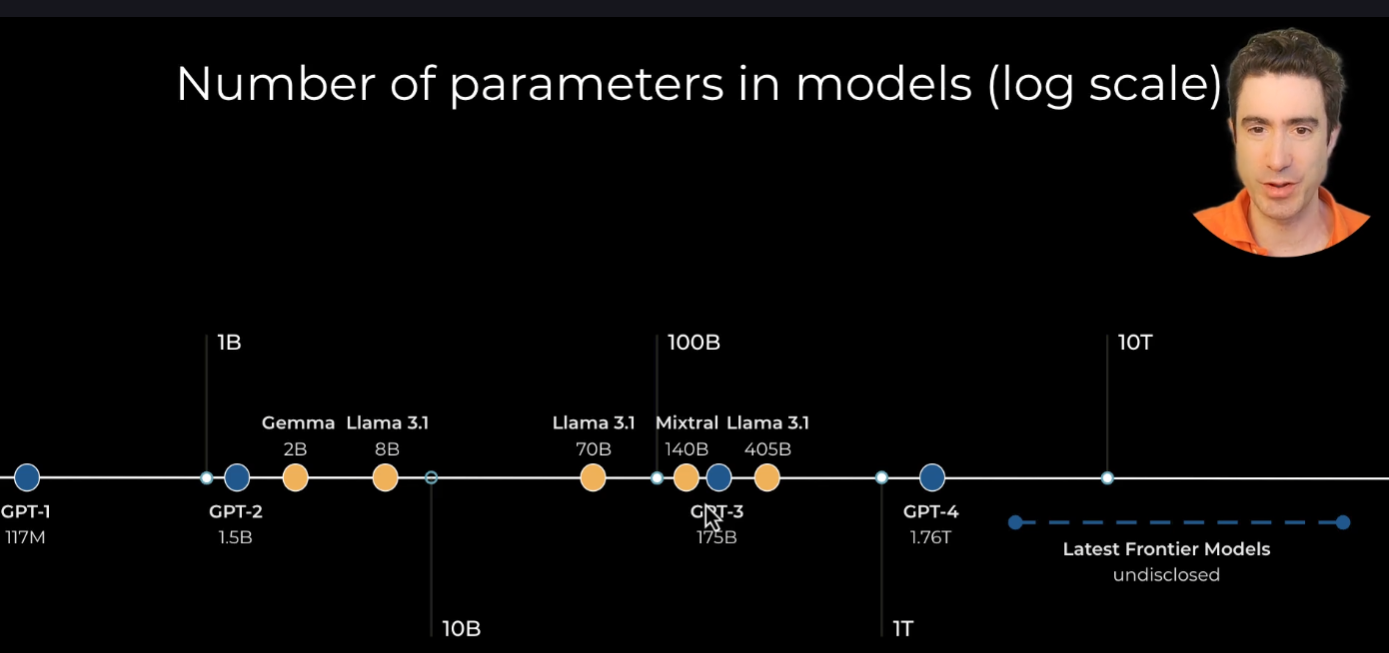 Number of parameters in models (log scale)
1B
100B
10T
Gemma
2B
Llama 3.1
8B
Llama 3.1
70B
Mixtral
140B
Llama 3.1
405B
GPT-1
117M
GPT-2
1.5B
GPT-3
175B
GPT-4
1.76T
Latest Frontier Models
undisclosed
10B
1T